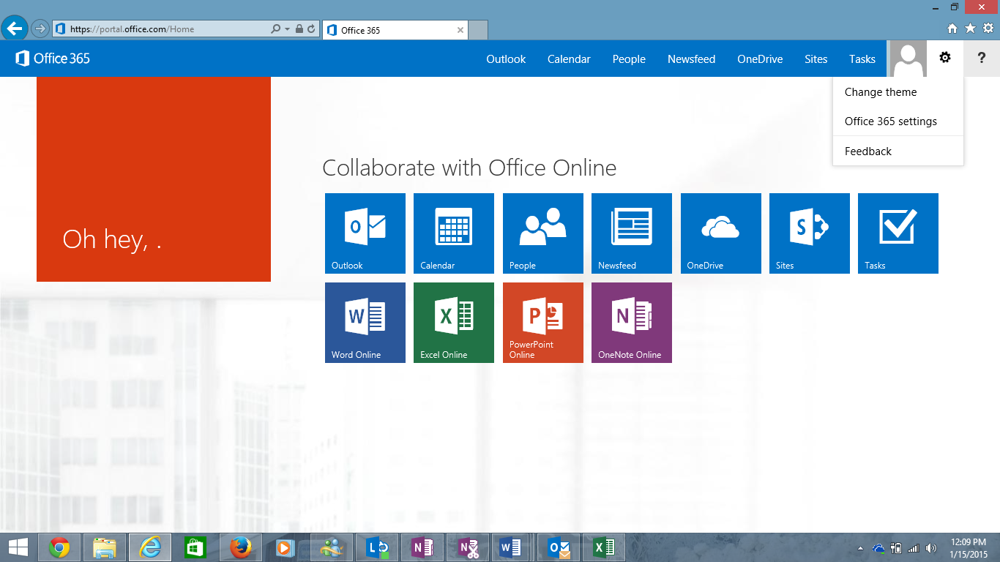 https://portal.office.com/Home
Office 365
Office 365
Outlook
Calendar
People
Newsfeed
OneDrive
Sites
Tasks
?
Change theme
Office 365 settings
Feedback
Oh hey, .
Collaborate with Office Online
Outlook
Calendar
People
Newsfeed
OneDrive
Sites
Tasks
Word Online
Excel Online
PowerPoint
Online
OneNote Online
12:09 PM
1/15/2015